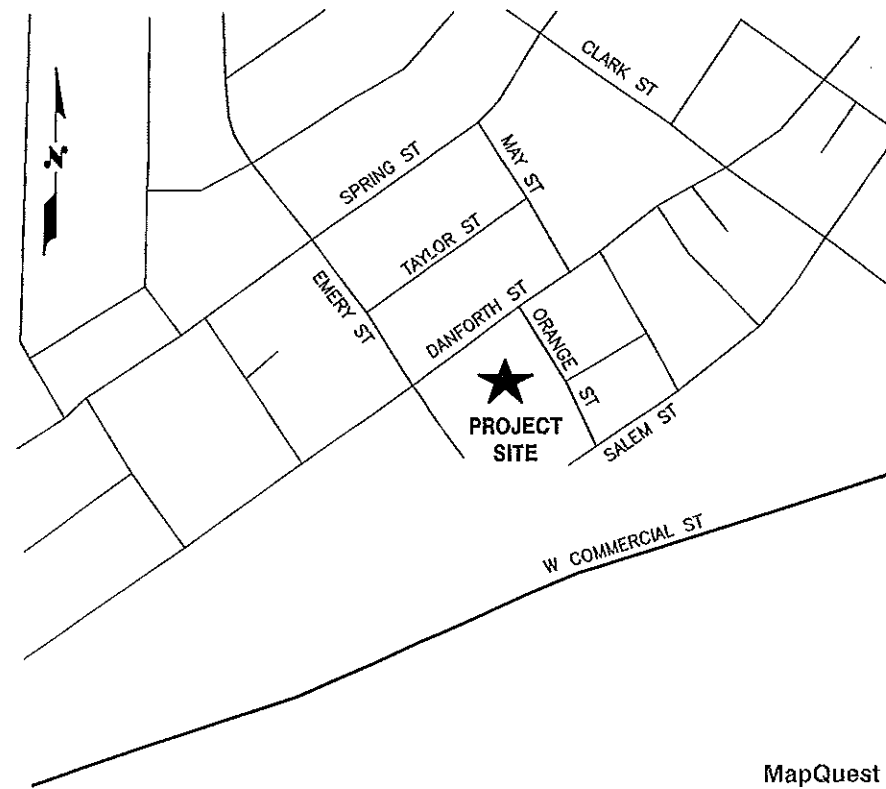 CLARK ST
SPRING ST
MAY ST
TAYLOR ST
EMERY ST
DANFORTH ST
ORANGE ST
PROJECT
SITE
SALEM ST
W COMMERCIAL ST
N
MapQuest